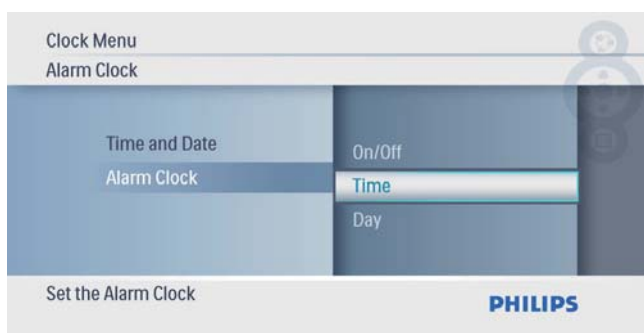 Clock Menu
Alarm Clock
Time and Date
Alarm Clock
On/Off
Time
Day
Set the Alarm Clock
PHILIPS